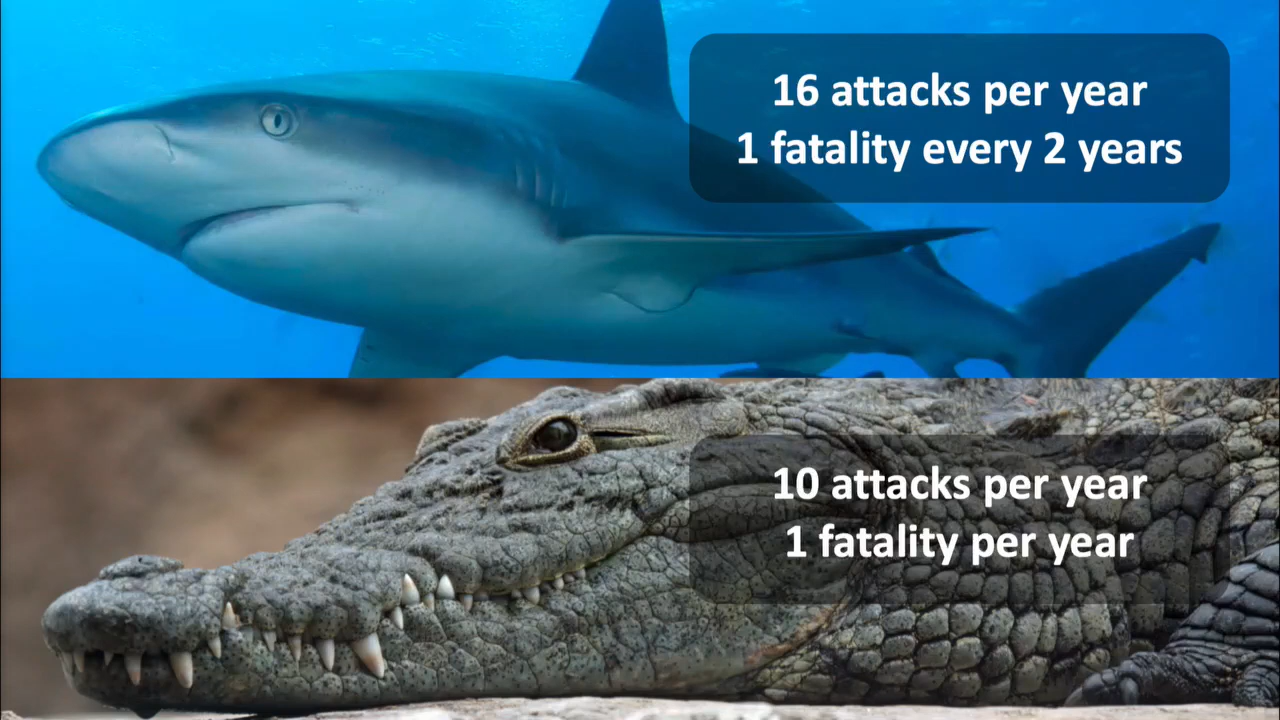 16 attacks per year
1 fatality every 2 years
10 attacks per year
1 fatality per year